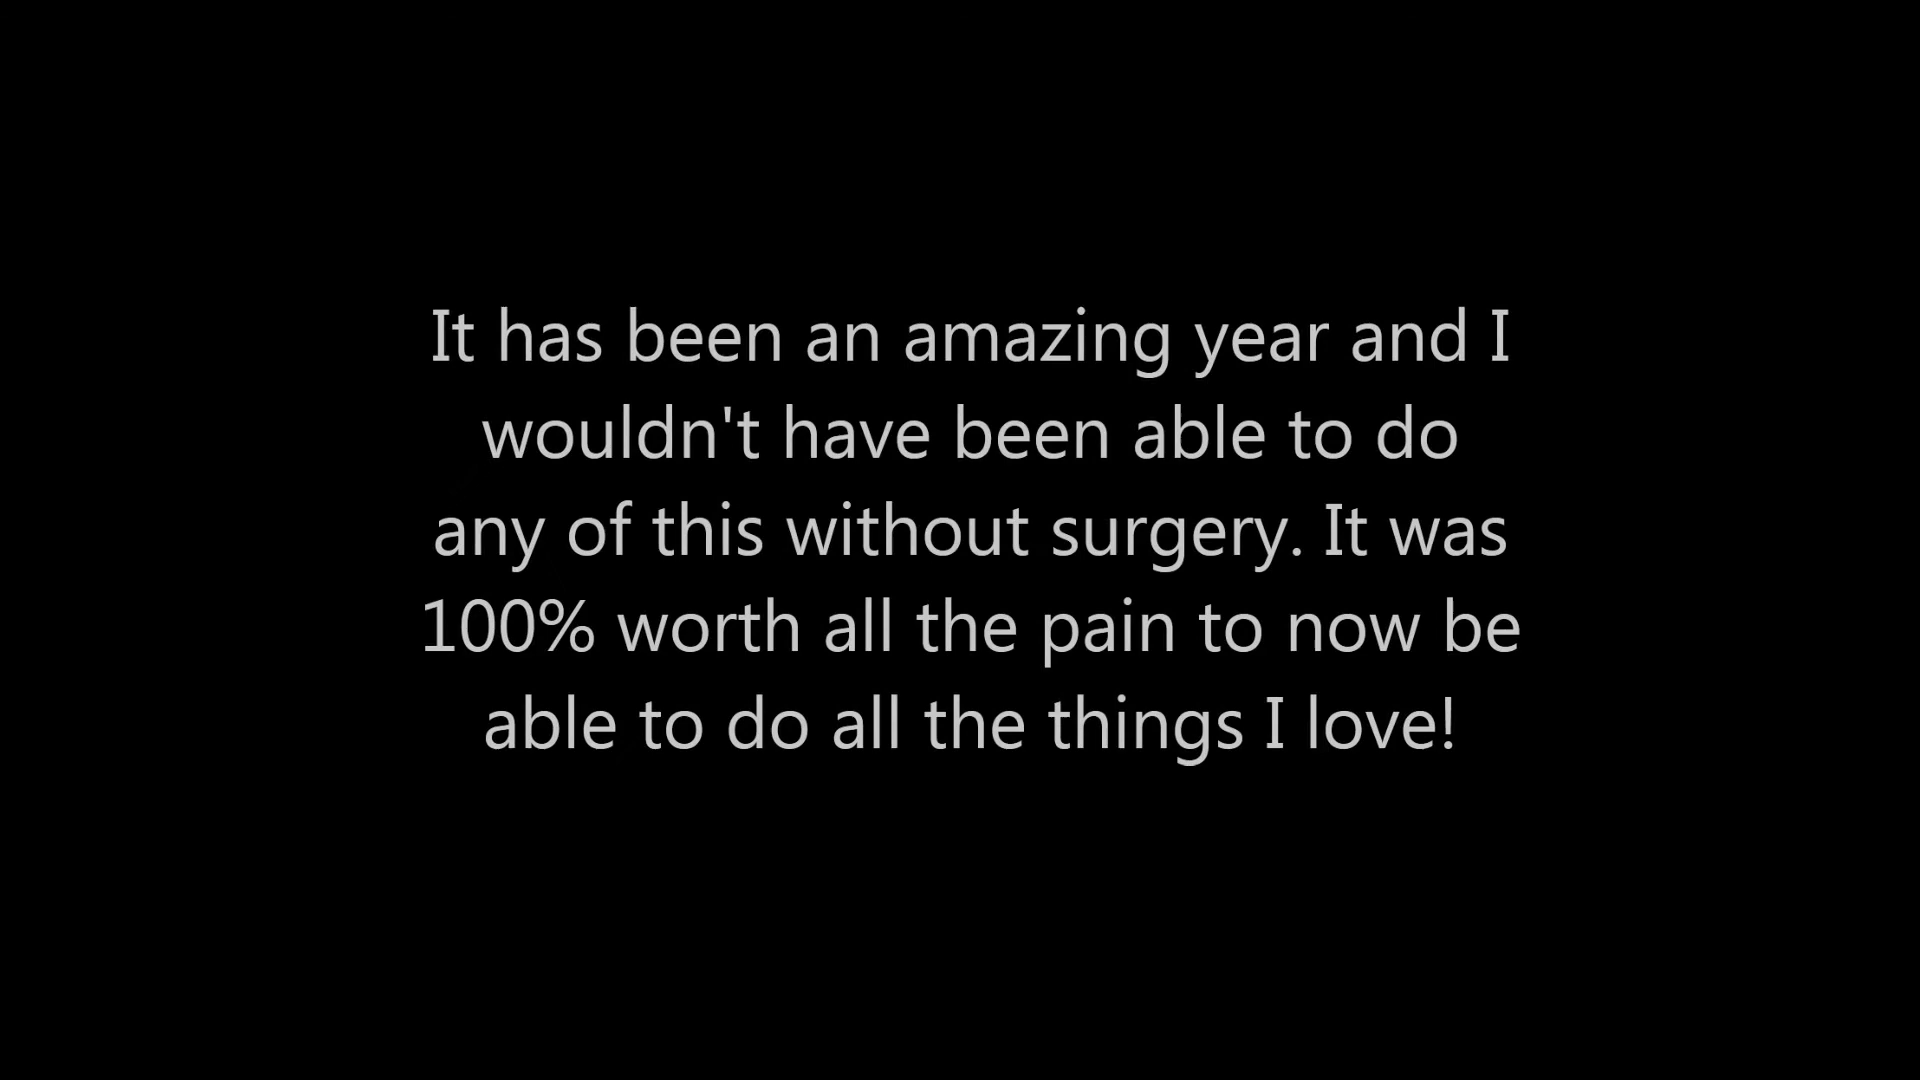 It has been an amazing year and I
wouldn't have been able to do
any of this without surgery. It was
100% worth all the pain to now be
able to do all the things I love!